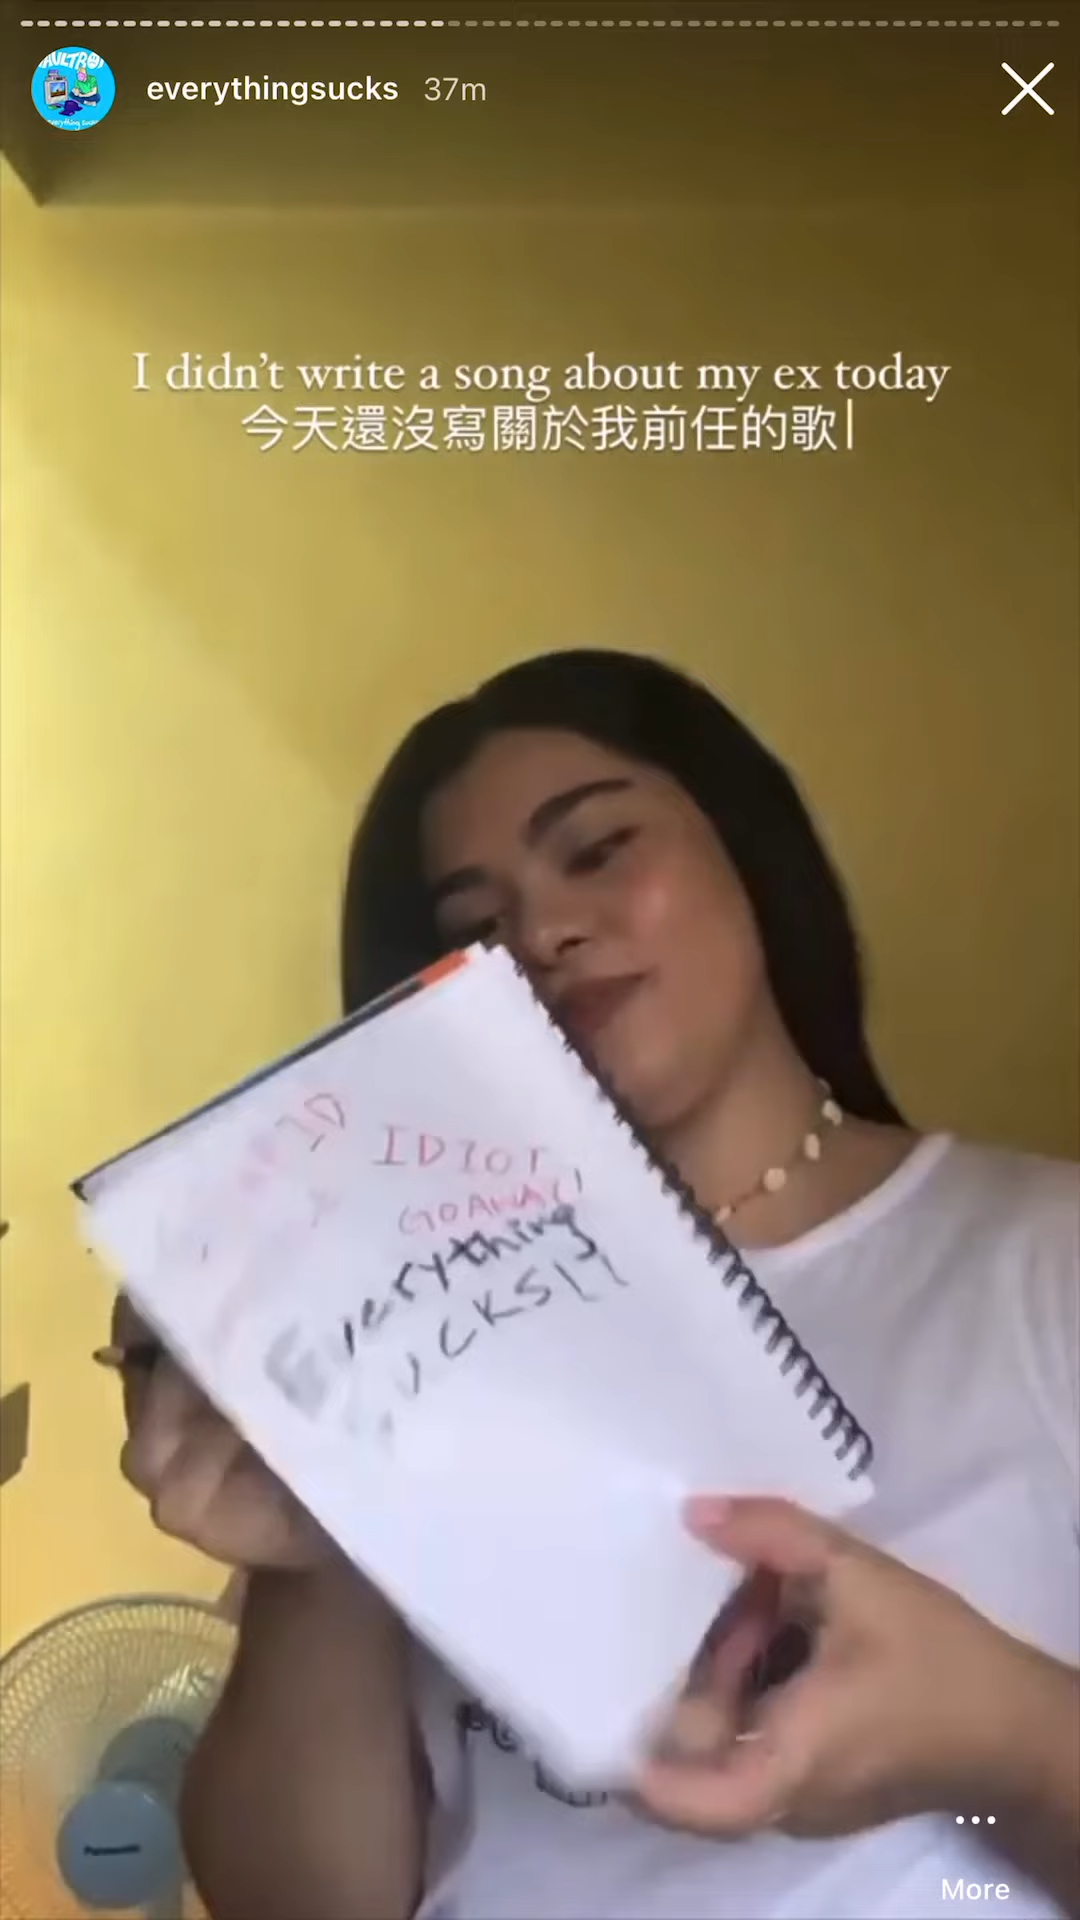 everythingsucks 37m
I didn't write a song about my ex today
今天還沒寫關於我前任的歌
IDIOT
GO AWAY!
Everything
Panasonic
More